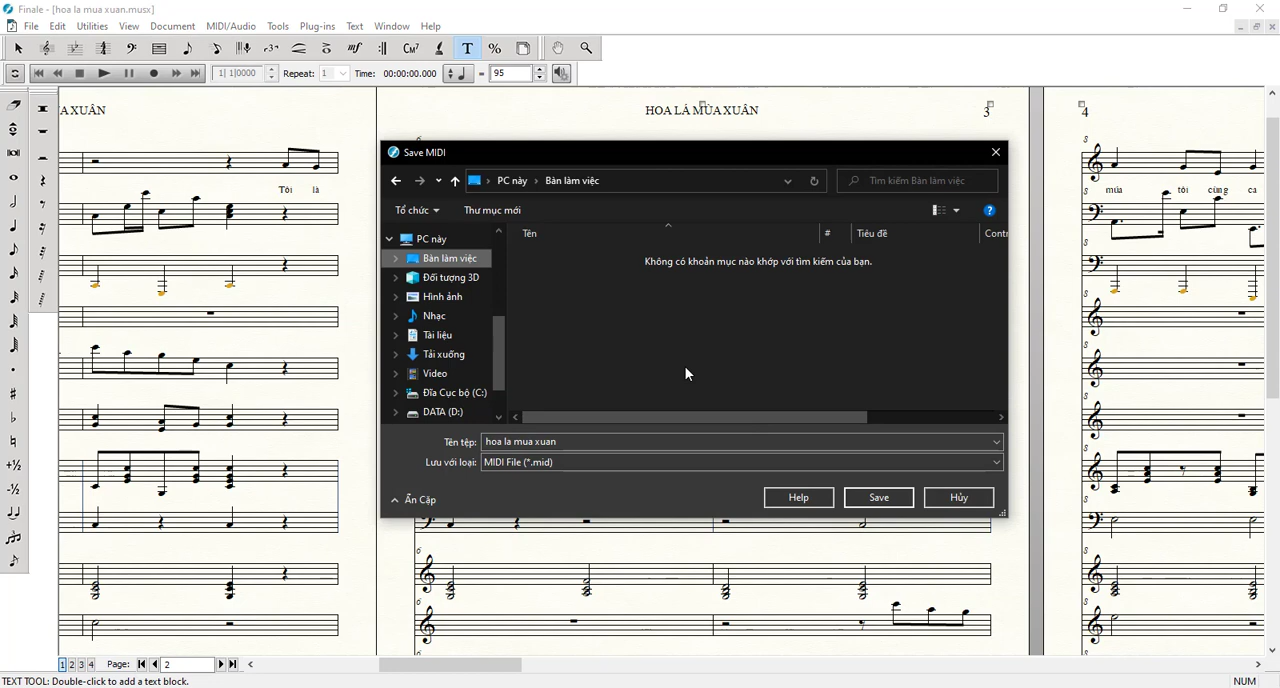 Finale - [hoa la mua xuan.musx]
File Edit Utilities View Document MIDI/Audio Tools Plug-ins Text Window Help
1| 1|0000 Repeat: 1 Time: 00:00:00.000 = 95
A XUÂN
HOA LÁ MÙA XUÂN
3
4
Save MIDI
PC này › Bàn làm việc
Tìm kiếm Bàn làm việc
Tổ chức
Thư mục mới
PC này
Tên # Tiêu đề Contr
Bàn làm việc
Không có khoản mục nào khớp với tìm kiếm của bạn.
Đối tượng 3D
Hình ảnh
Nhạc
Tài liệu
Tải xuống
Video
Đĩa Cục bộ (C:)
DATA (D:)
Tên tệp: hoa la mua xuan
Lưu với loại: MIDI File (*.mid)
Ẩn Cặp
Help Save Hủy
Tôi là
múa tôi cùng ca
1 2 3 4 Page: 2
TEXT TOOL: Double-click to add a text block.
NUM